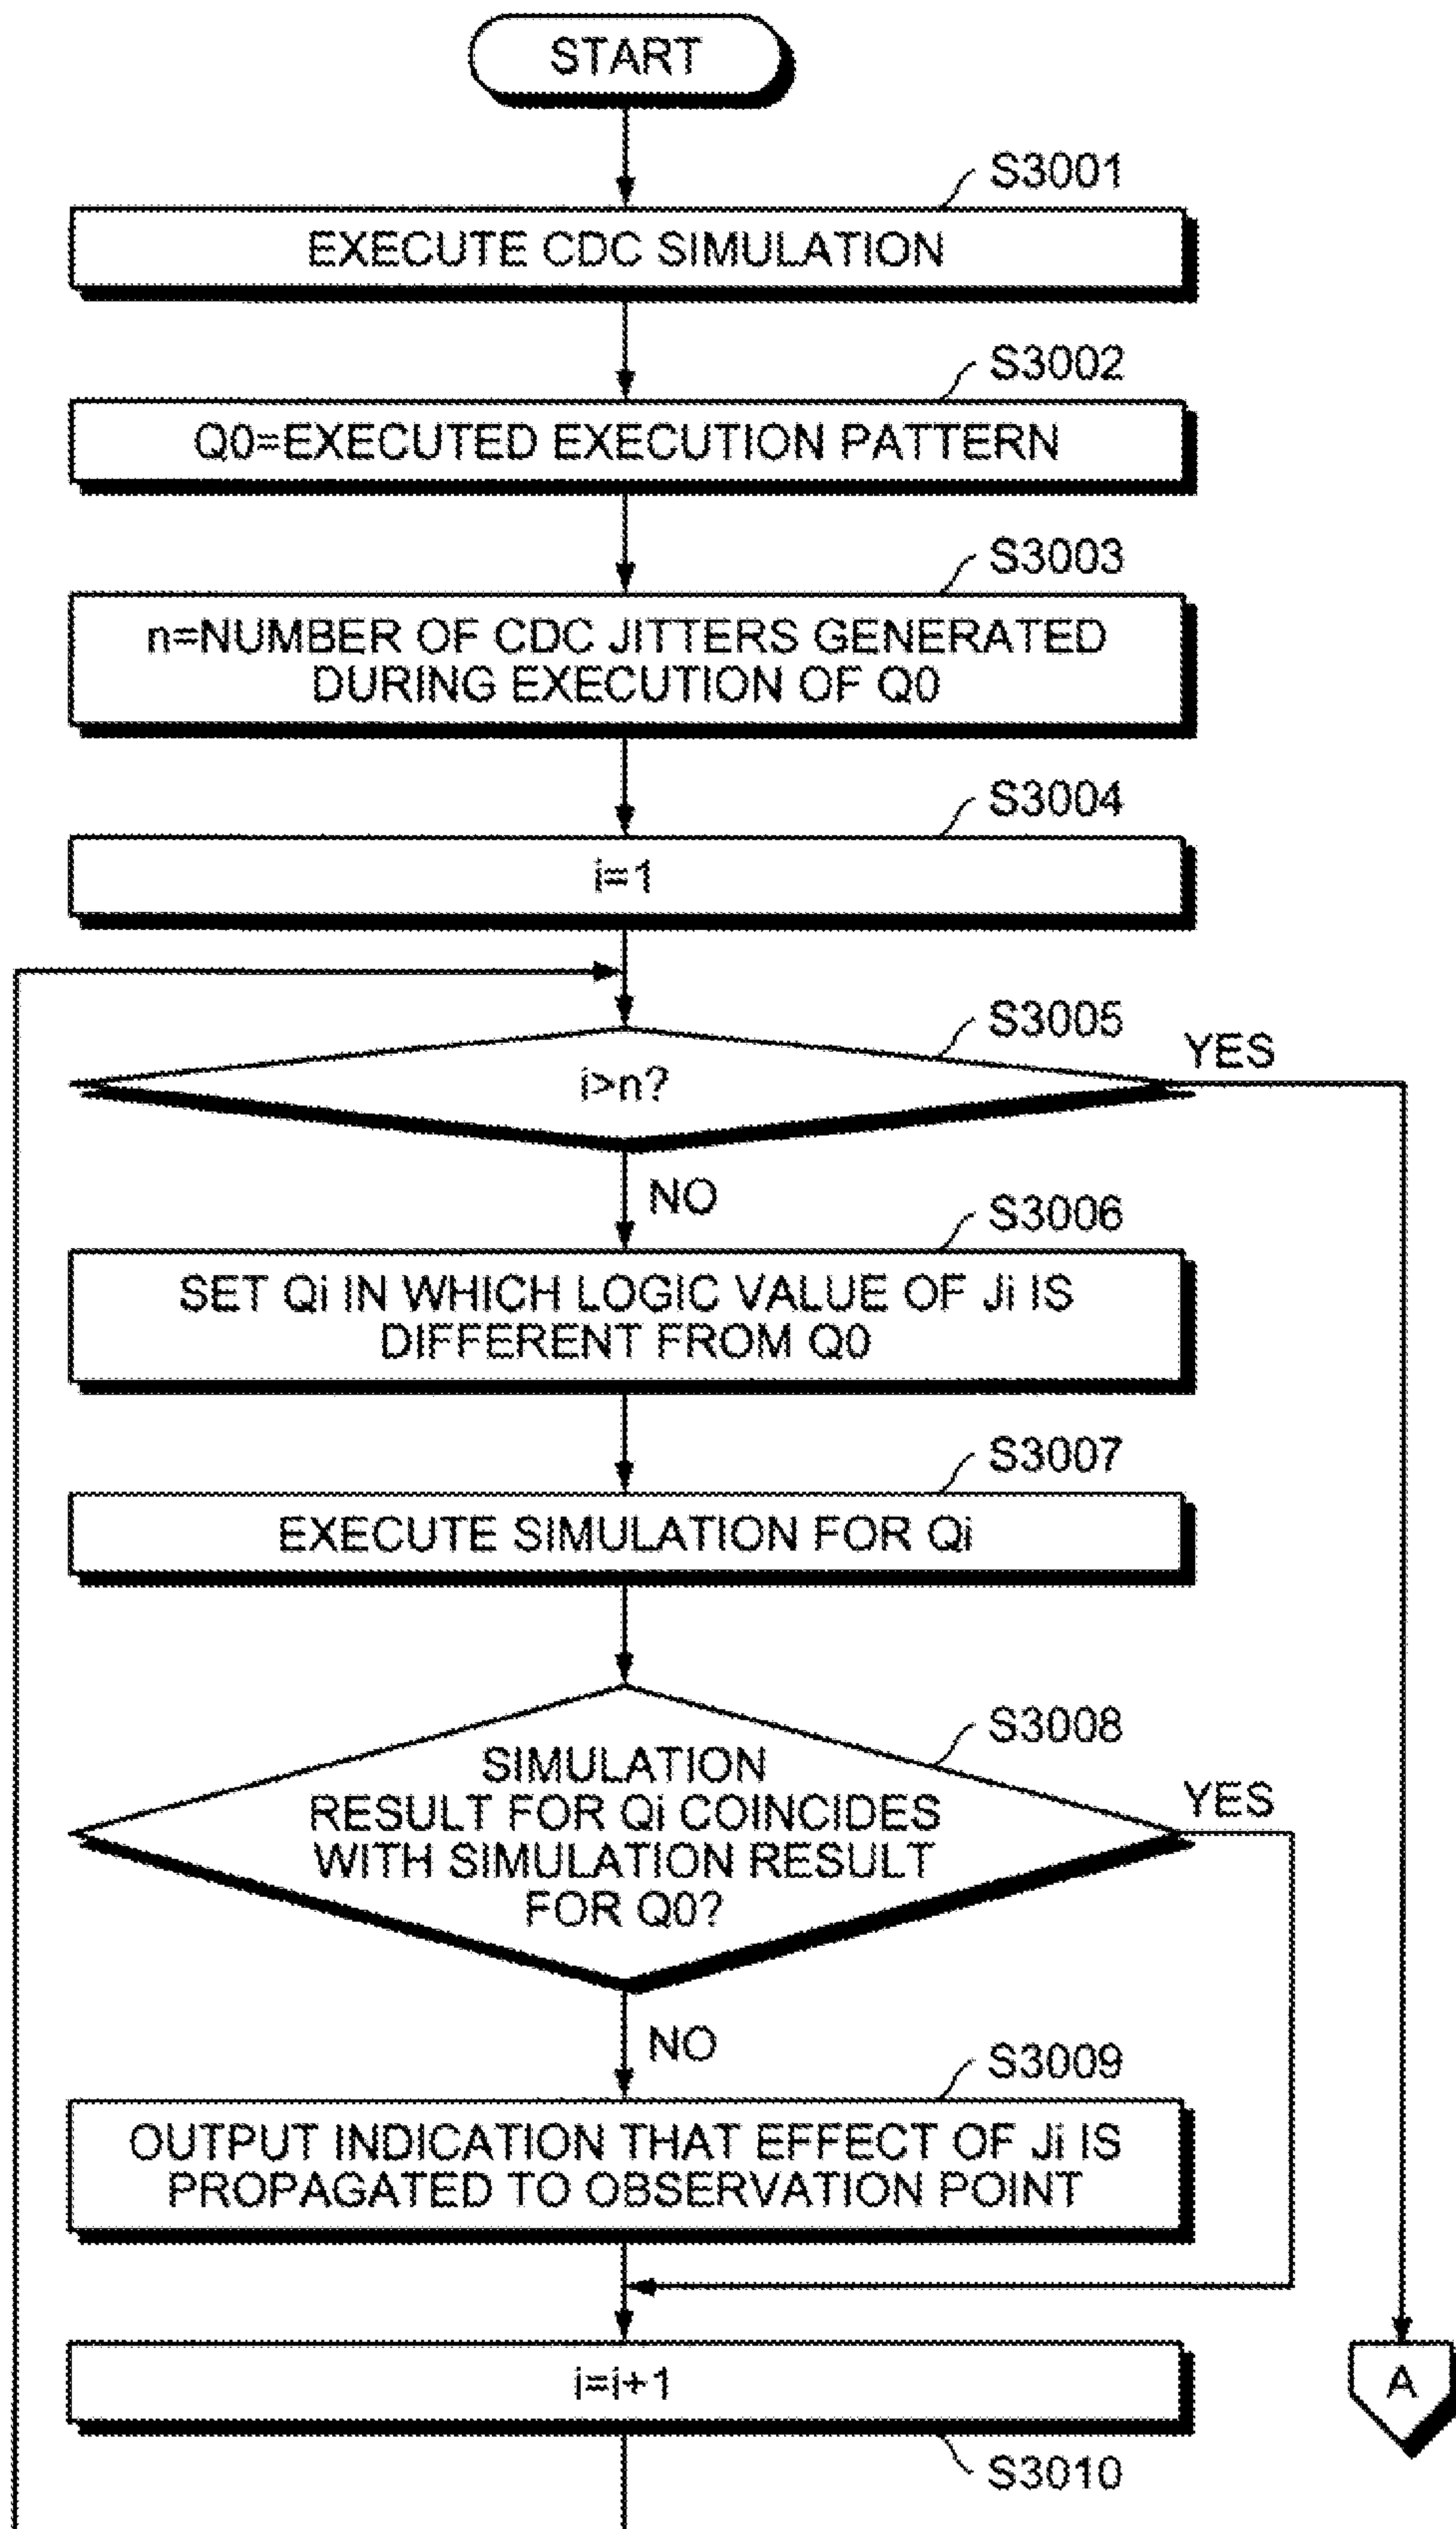 START
S3001
EXECUTE CDC SIMULATION
S3002
Q0=EXECUTED EXECUTION PATTERN
S3003
n=NUMBER OF CDC JITTERS GENERATED
DURING EXECUTION OF Q0
S3004
i=1
S3005
YES
i>n?
NO
S3006
SET Qi IN WHICH LOGIC VALUE OF Ji IS
DIFFERENT FROM Q0
S3007
EXECUTE SIMULATION FOR Qi
S3008
SIMULATION
YES
RESULT FOR Qi COINCIDES
WITH SIMULATION RESULT
FOR Q0?
NO
S3009
OUTPUT INDICATION THAT EFFECT OF Ji IS
PROPAGATED TO OBSERVATION POINT
i=i+1
A
S3010